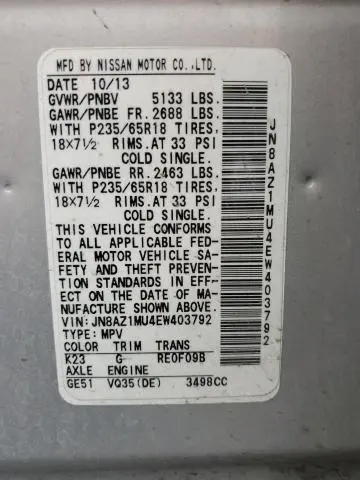 MFD BY NISSAN MOTOR CO.,LTD.
DATE 10/13
GVWR/PNBV 5133 LBS.
GAWR/PNBE FR. 2688 LBS.
WITH P235/65R18 TIRES,
18×7½ RIMS.AT 33 PSI
COLD SINGLE.
GAWR/PNBE RR. 2463 LBS.
WITH P235/65R18 TIRES,
18×7½ RIMS.AT 33 PSI
COLD SINGLE.
THIS VEHICLE CONFORMS
TO ALL APPLICABLE FED-
ERAL MOTOR VEHICLE SA-
FETY AND THEFT PREVEN-
TION STANDARDS IN EFF-
ECT ON THE DATE OF MA-
NUFACTURE SHOWN ABOVE.
VIN: JN8AZ1MU4EW403792
TYPE: MPV
COLOR TRIM TRANS
K23 G RE0F09B
AXLE ENGINE
GE51 VQ35(DE) 3498CC
JN8AZ1MU4EW403792